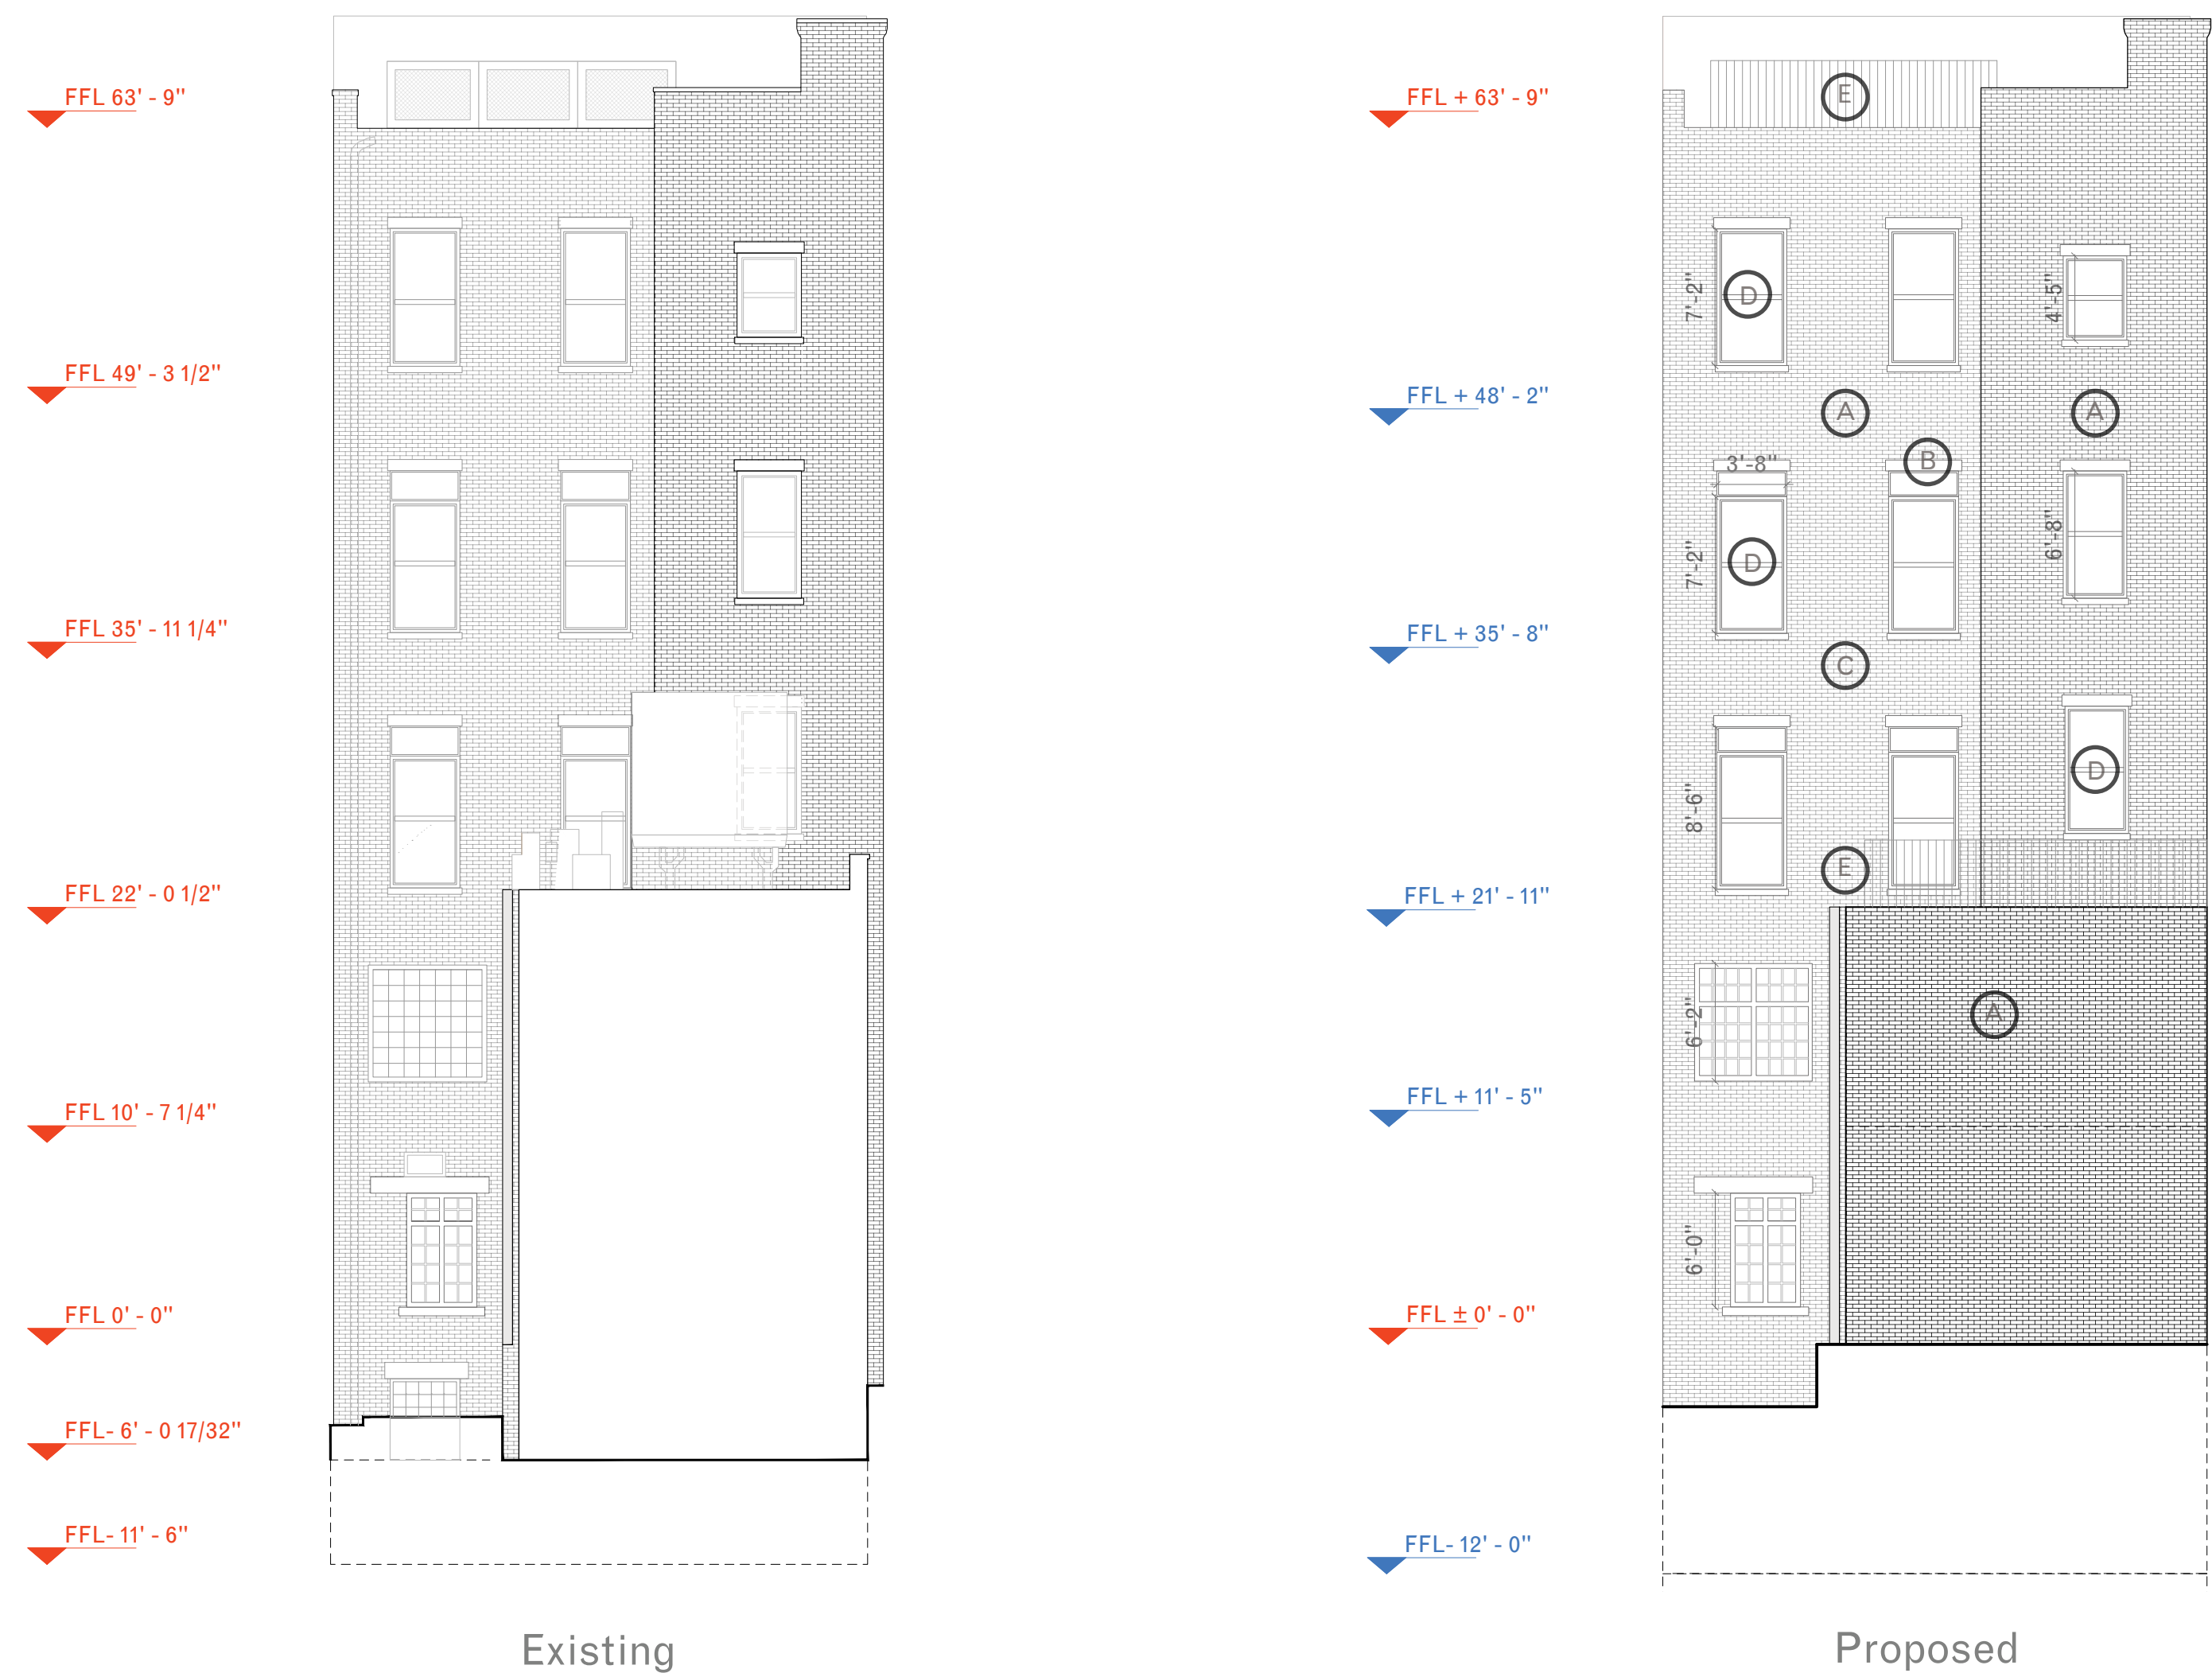 FFL 63' - 9"
FFL 49' - 3 1/2"
FFL 35' - 11 1/4"
FFL 22' - 0 1/2"
FFL 10' - 7 1/4"
FFL 0' - 0"
FFL- 6' - 0 17/32"
FFL- 11' - 6"
Existing
FFL + 63' - 9"
FFL + 48' - 2"
FFL + 35' - 8"
FFL + 21' - 11"
FFL + 11' - 5"
FFL ± 0' - 0"
FFL- 12' - 0"
E
7'-2"
D
4'-5"
A
A
B
3'-8"
7'-2"
D
6'-8"
C
8'-6"
D
E
6'-2"
A
6'-0"
Proposed